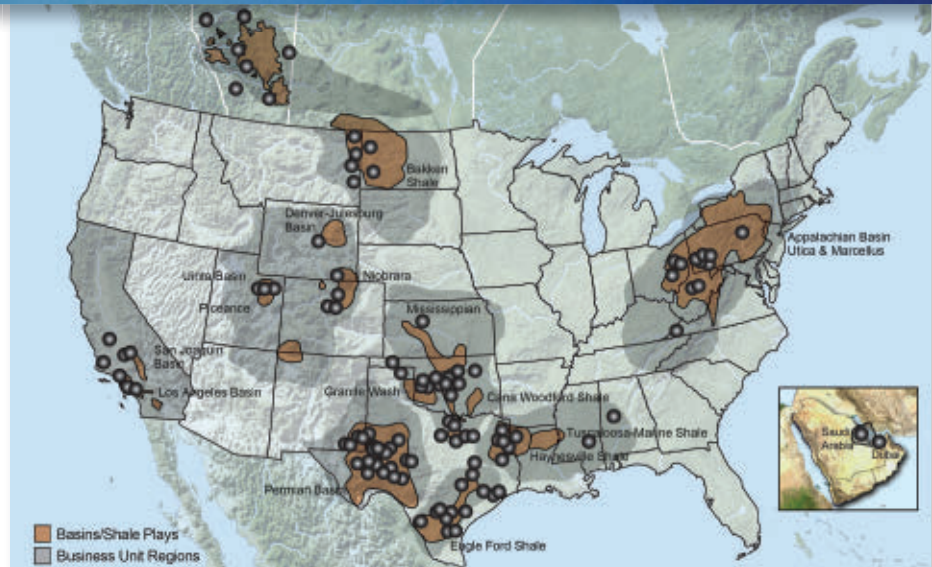 Bakken
Shale
Denver-Julesburg
Basin
Appalachian Basin
Utica & Marcellus
Uinta Basin
Niobrara
Piceance
Mississippian
San Joaquin
Basin
Los Angeles Basin
Granite Wash
Cana Woodford Shale
Tuscaloosa-Marine Shale
Haynesville Shale
Saudi
Arabia
Dubai
Permian Basin
Eagle Ford Shale
Basins/Shale Plays
Business Unit Regions